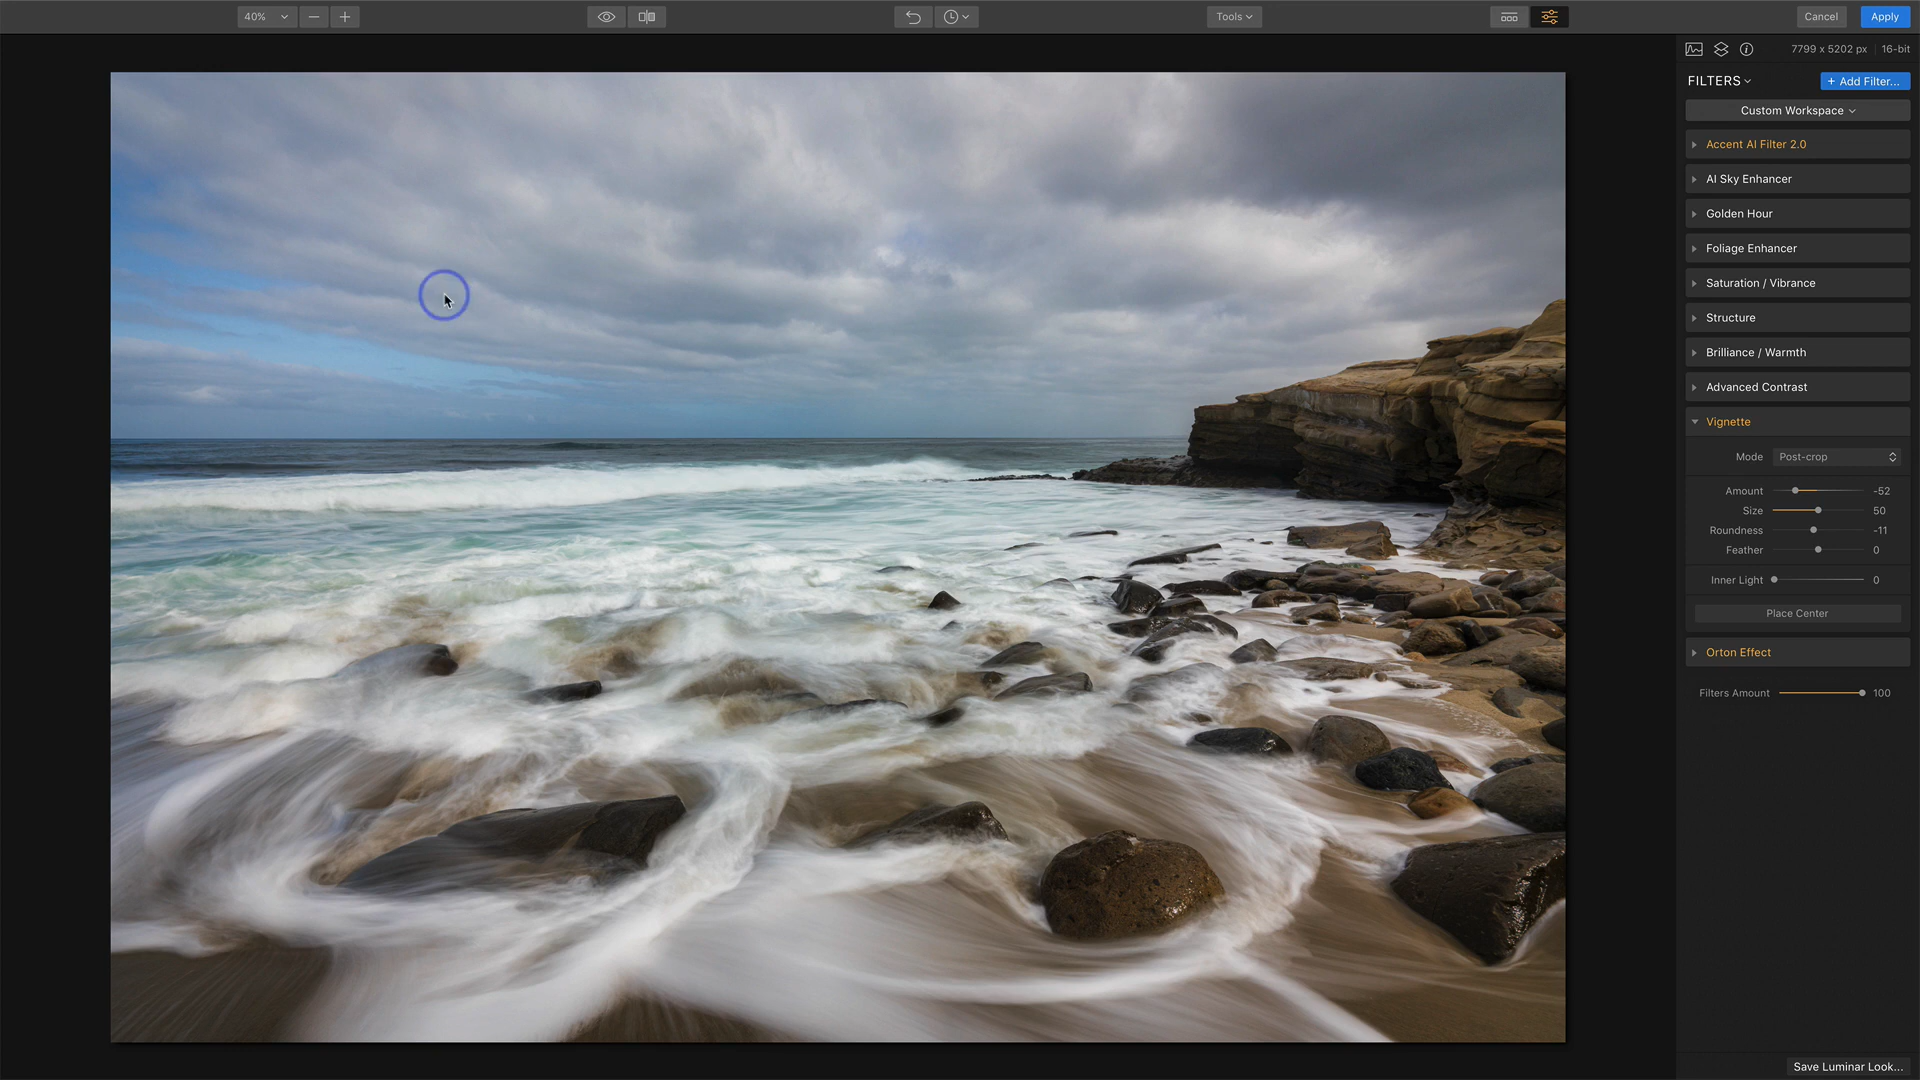 40%
Tools
Cancel
Apply
7799 x 5202 px
16-bit
FILTERS
+ Add Filter...
Custom Workspace
Accent AI Filter 2.0
AI Sky Enhancer
Golden Hour
Foliage Enhancer
Saturation / Vibrance
Structure
Brilliance / Warmth
Advanced Contrast
Vignette
Mode Post-crop
Amount -52
Size 50
Roundness -11
Feather 0
Inner Light 0
Place Center
Orton Effect
Filters Amount 100
Save Luminar Look...